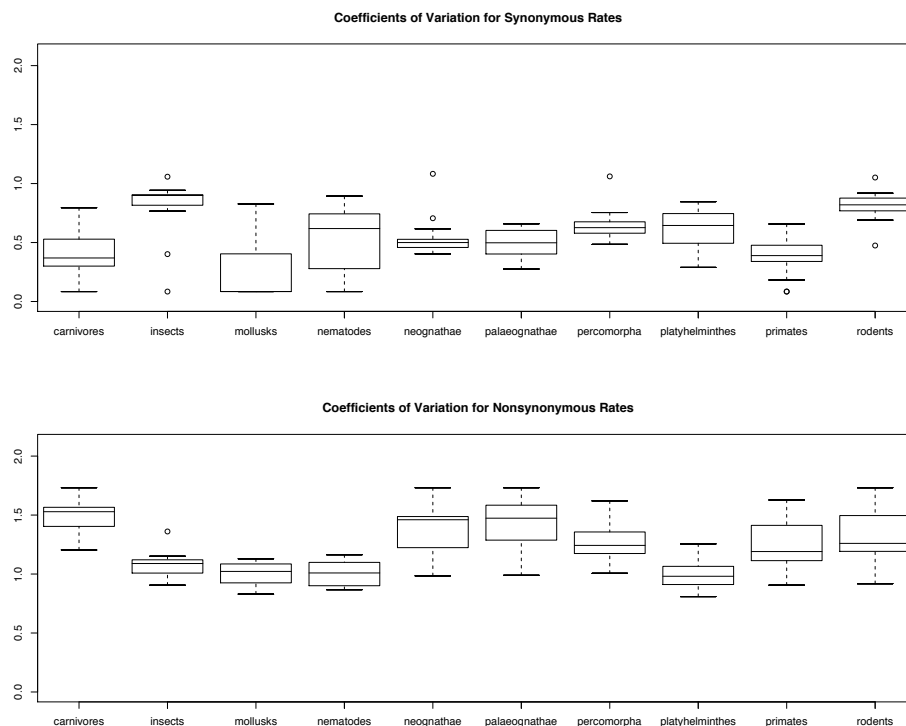 Coefficients of Variation for Synonymous Rates
2.0
1.5
1.0
0.5
0.0
carnivores insects mollusks nematodes neognathae palaeognathae percomorpha platyhelminthes primates rodents
Coefficients of Variation for Nonsynonymous Rates
2.0
1.5
1.0
0.5
0.0
carnivores insects mollusks nematodes neognathae palaeognathae percomorpha platyhelminthes primates rodents